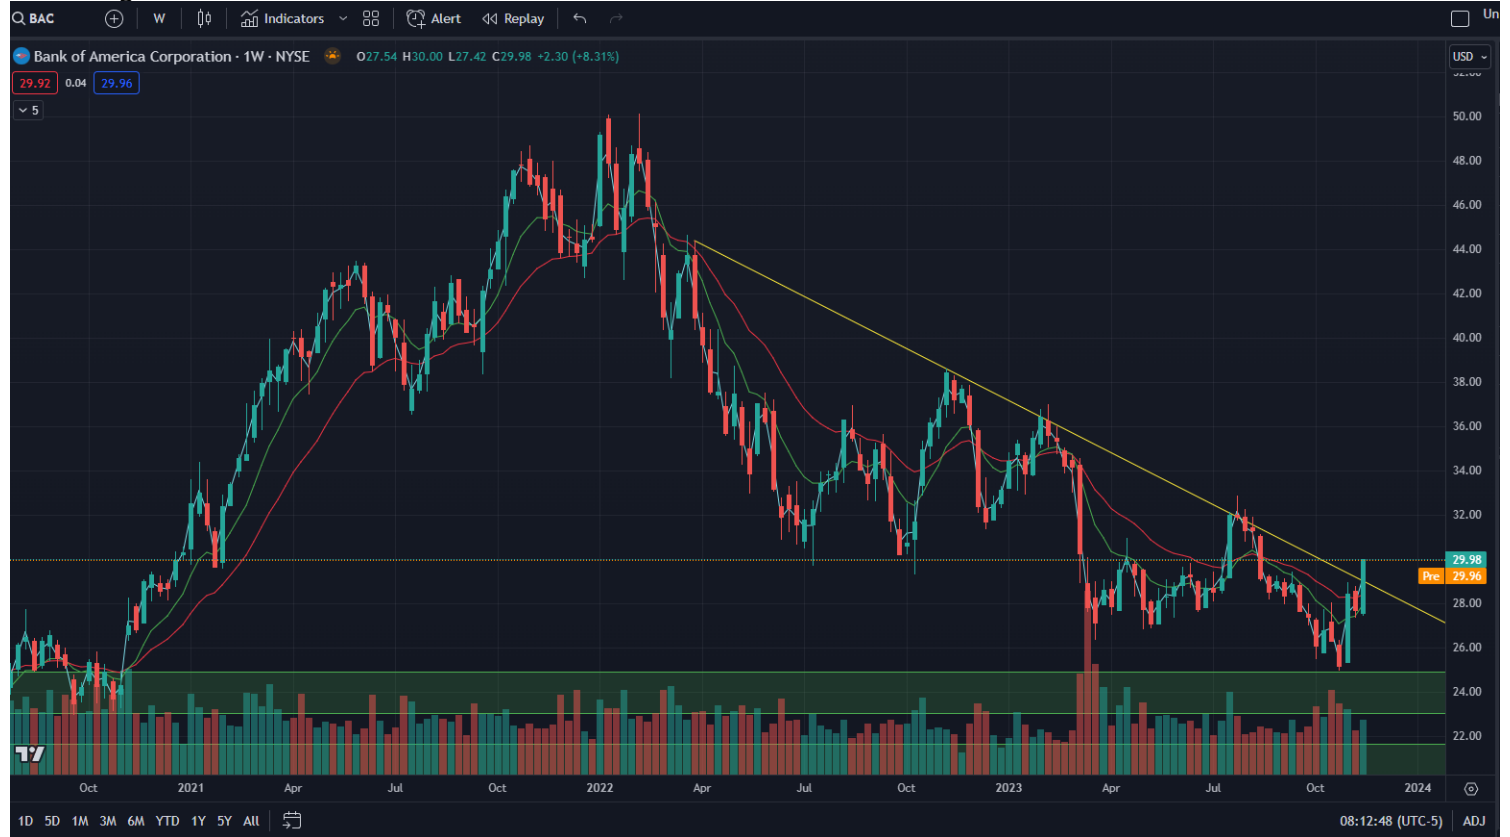 BAC W Indicators Alert Replay Un
Bank of America Corporation · 1W · NYSE O27.54 H30.00 L27.42 C29.98 +2.30 (+8.31%) USD
29.92 0.04 29.96
5
52.00
50.00
48.00
46.00
44.00
42.00
40.00
38.00
36.00
34.00
32.00
29.98
Pre 29.96
28.00
26.00
24.00
22.00
Oct 2021 Apr Jul Oct 2022 Apr Jul Oct 2023 Apr Jul Oct 2024
1D 5D 1M 3M 6M YTD 1Y 5Y All 08:12:48 (UTC-5) ADJ